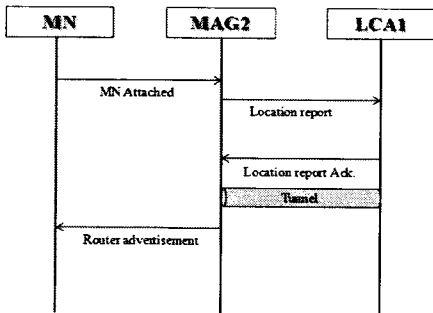 MN MAG2 LCA1
MN Attached
Location report
Location report Ack.
Tunnel
Router advertisement